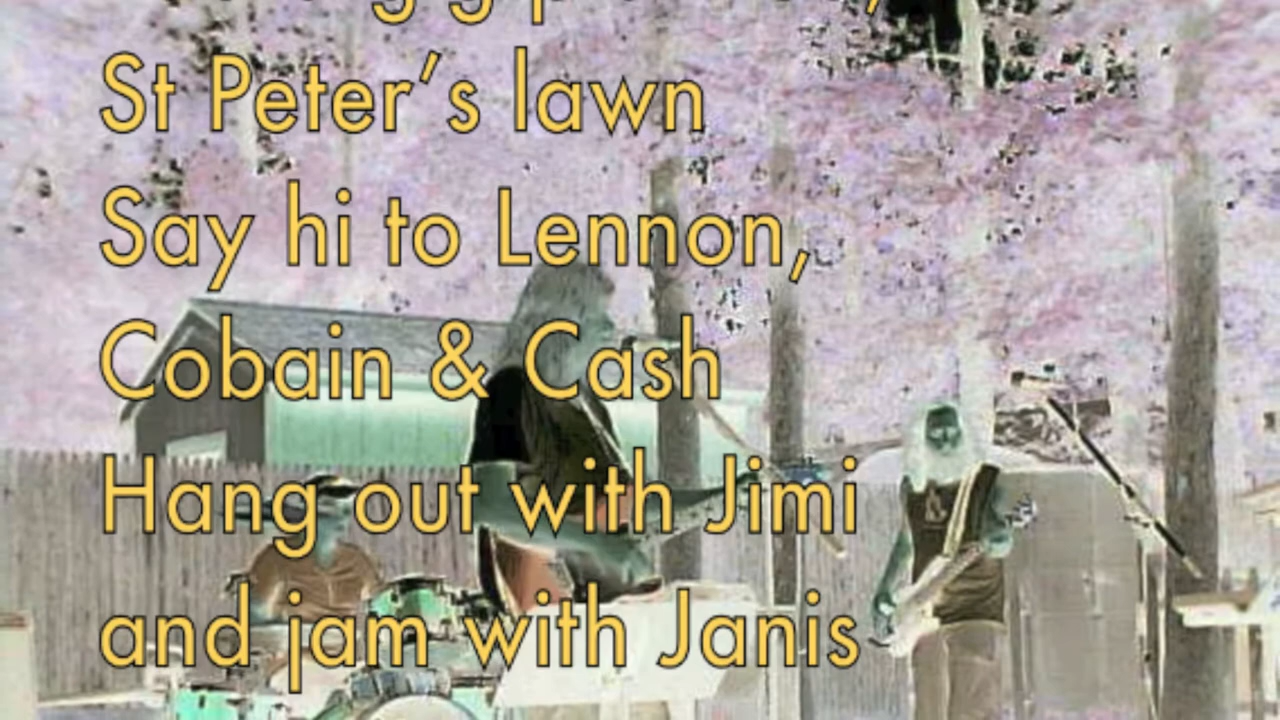 St Peter's lawn
Say hi to Lennon,
Cobain & Cash
Hang out with Jimi
and jam with Janis